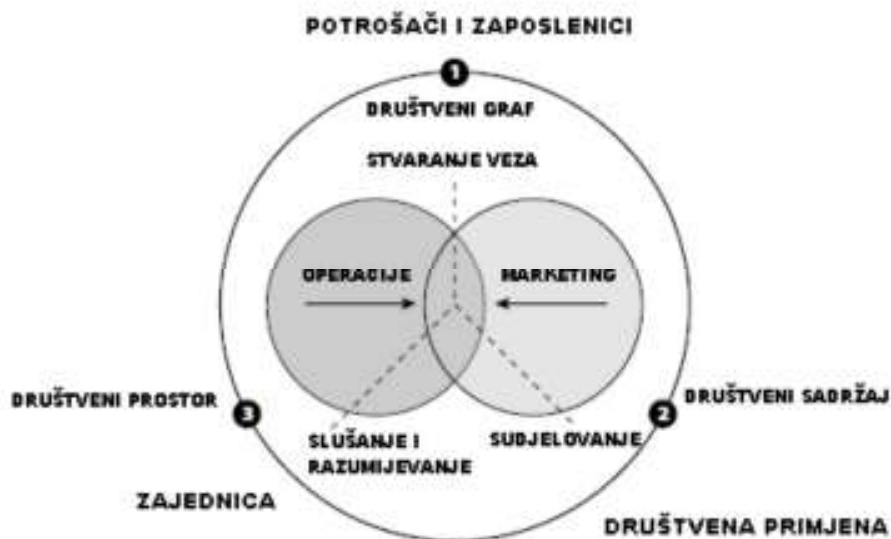 POTROŠAČI I ZAPOSLENICI
1
DRUŠTVENI GRAF
STVARANJE VEZA
OPERACIJE
MARKETING
DRUŠTVENI PROSTOR
3
2
DRUŠTVENI SADRŽAJ
SLUŠANJE I
RAZUMIJEVANJE
SUDJELOVANJE
ZAJEDNICA
DRUŠTVENA PRIMJENA